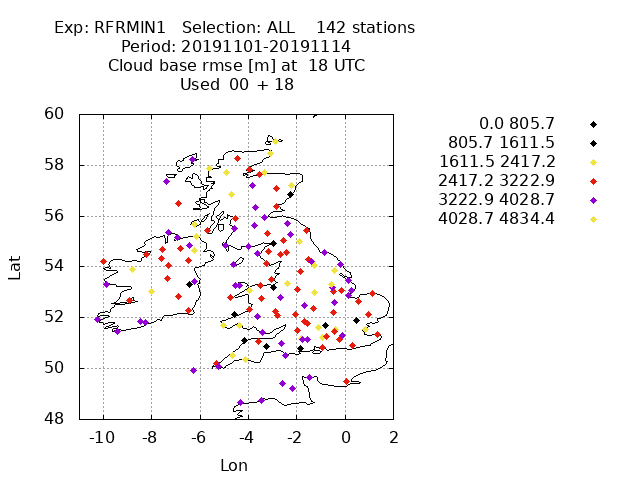 Exp: RFRMIN1 Selection: ALL 142 stations
Period: 20191101-20191114
Cloud base rmse [m] at 18 UTC
Used 00 + 18
0.0 805.7
805.7 1611.5
1611.5 2417.2
2417.2 3222.9
3222.9 4028.7
4028.7 4834.4
60
58
56
54
52
50
48
Lat
-10 -8 -6 -4 -2 0 2
Lon